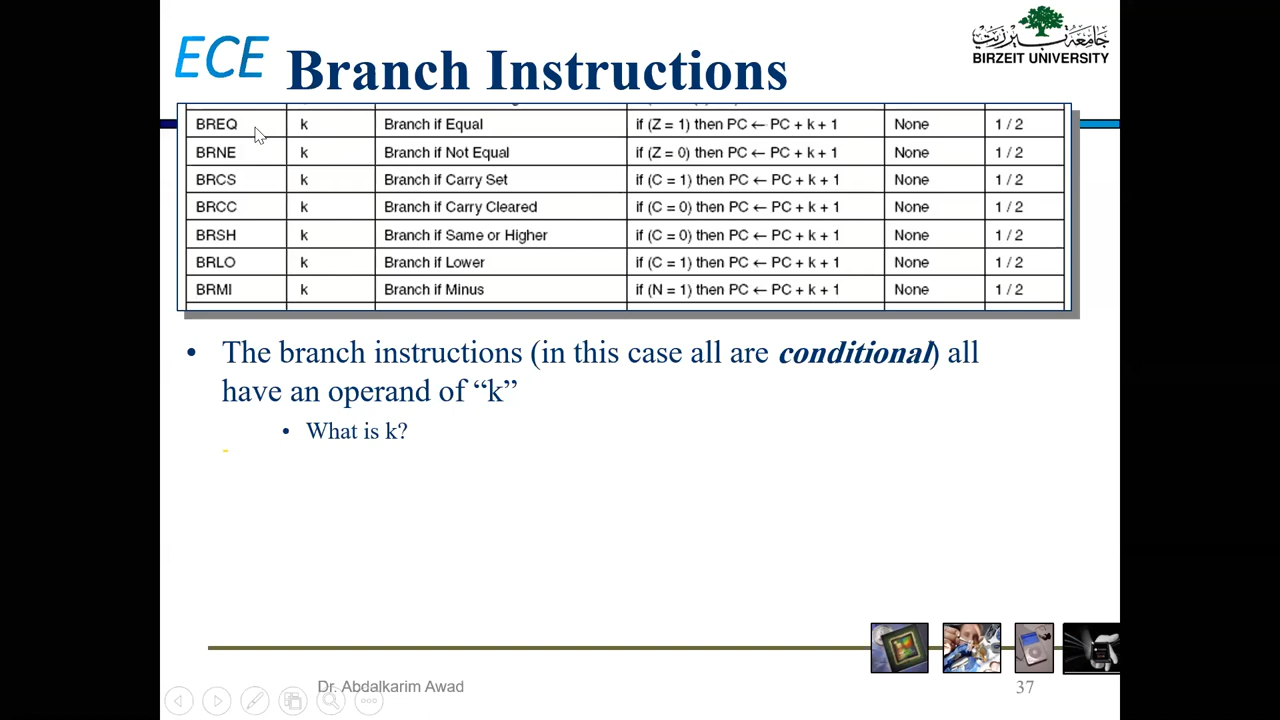 ECE Branch Instructions
جامعة بيرزيت
BIRZEIT UNIVERSITY
BREQ k Branch if Equal if (Z = 1) then PC ← PC + k + 1 None 1 / 2
BRNE k Branch if Not Equal if (Z = 0) then PC ← PC + k + 1 None 1 / 2
BRCS k Branch if Carry Set if (C = 1) then PC ← PC + k + 1 None 1 / 2
BRCC k Branch if Carry Cleared if (C = 0) then PC ← PC + k + 1 None 1 / 2
BRSH k Branch if Same or Higher if (C = 0) then PC ← PC + k + 1 None 1 / 2
BRLO k Branch if Lower if (C = 1) then PC ← PC + k + 1 None 1 / 2
BRMI k Branch if Minus if (N = 1) then PC ← PC + k + 1 None 1 / 2
• The branch instructions (in this case all are conditional) all
have an operand of “k”
• What is k?
Dr. Abdalkarim Awad
37